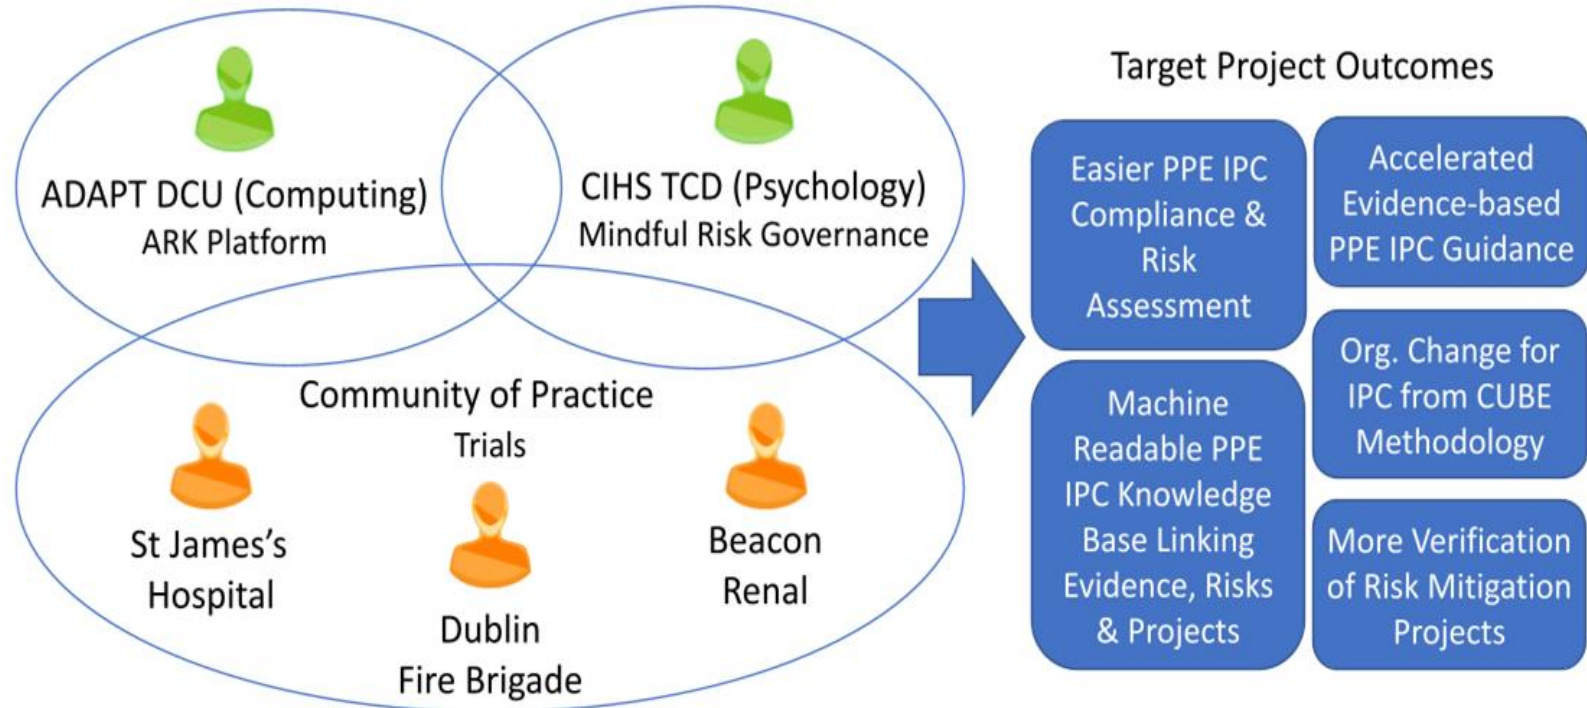 ADAPT DCU (Computing)
ARK Platform
CIHS TCD (Psychology)
Mindful Risk Governance
Community of Practice
Trials
St James’s
Hospital
Dublin
Fire Brigade
Beacon
Renal
Target Project Outcomes
Easier PPE IPC
Compliance &
Risk
Assessment
Accelerated
Evidence-based
PPE IPC Guidance
Machine
Readable PPE
IPC Knowledge
Base Linking
Evidence, Risks
& Projects
Org. Change for
IPC from CUBE
Methodology
More Verification
of Risk Mitigation
Projects